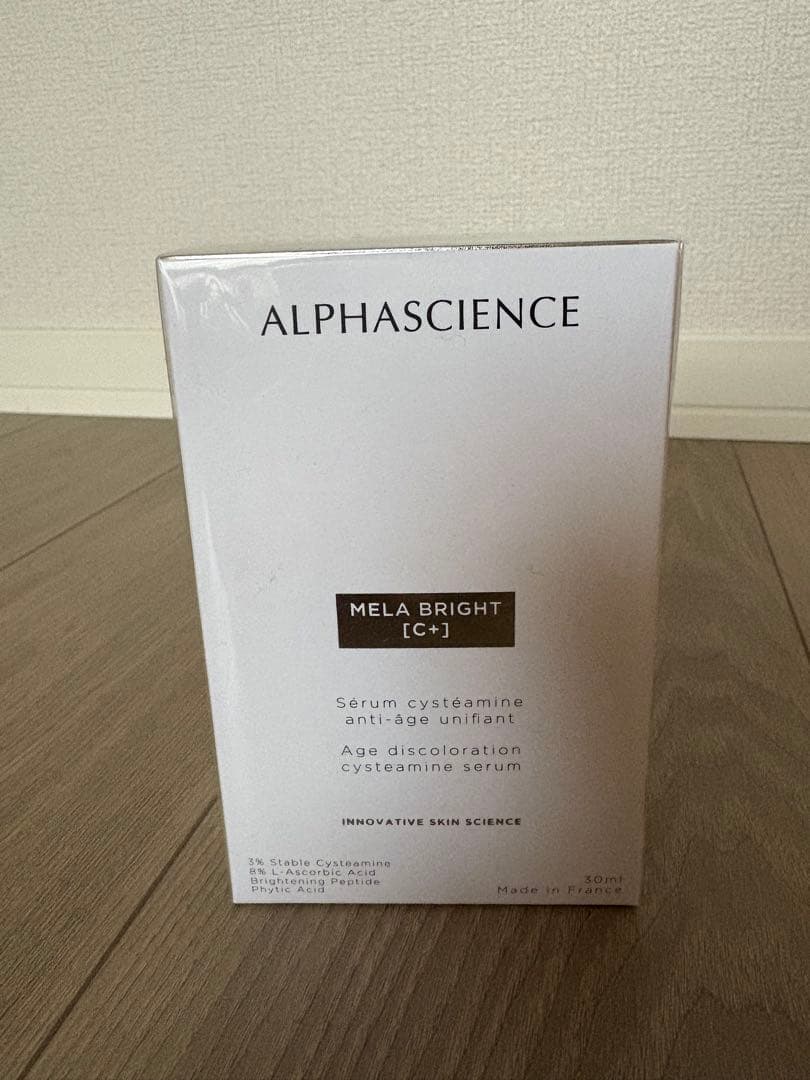 ALPHASCIENCE
MELA BRIGHT
[C+]
Sérum cystéamine
anti-âge unifiant
Age discoloration
cysteamine serum
INNOVATIVE SKIN SCIENCE
3% Stable Cysteamine
8% L-Ascorbic Acid
Brightening Peptide
Phytic Acid
30ml
Made in France